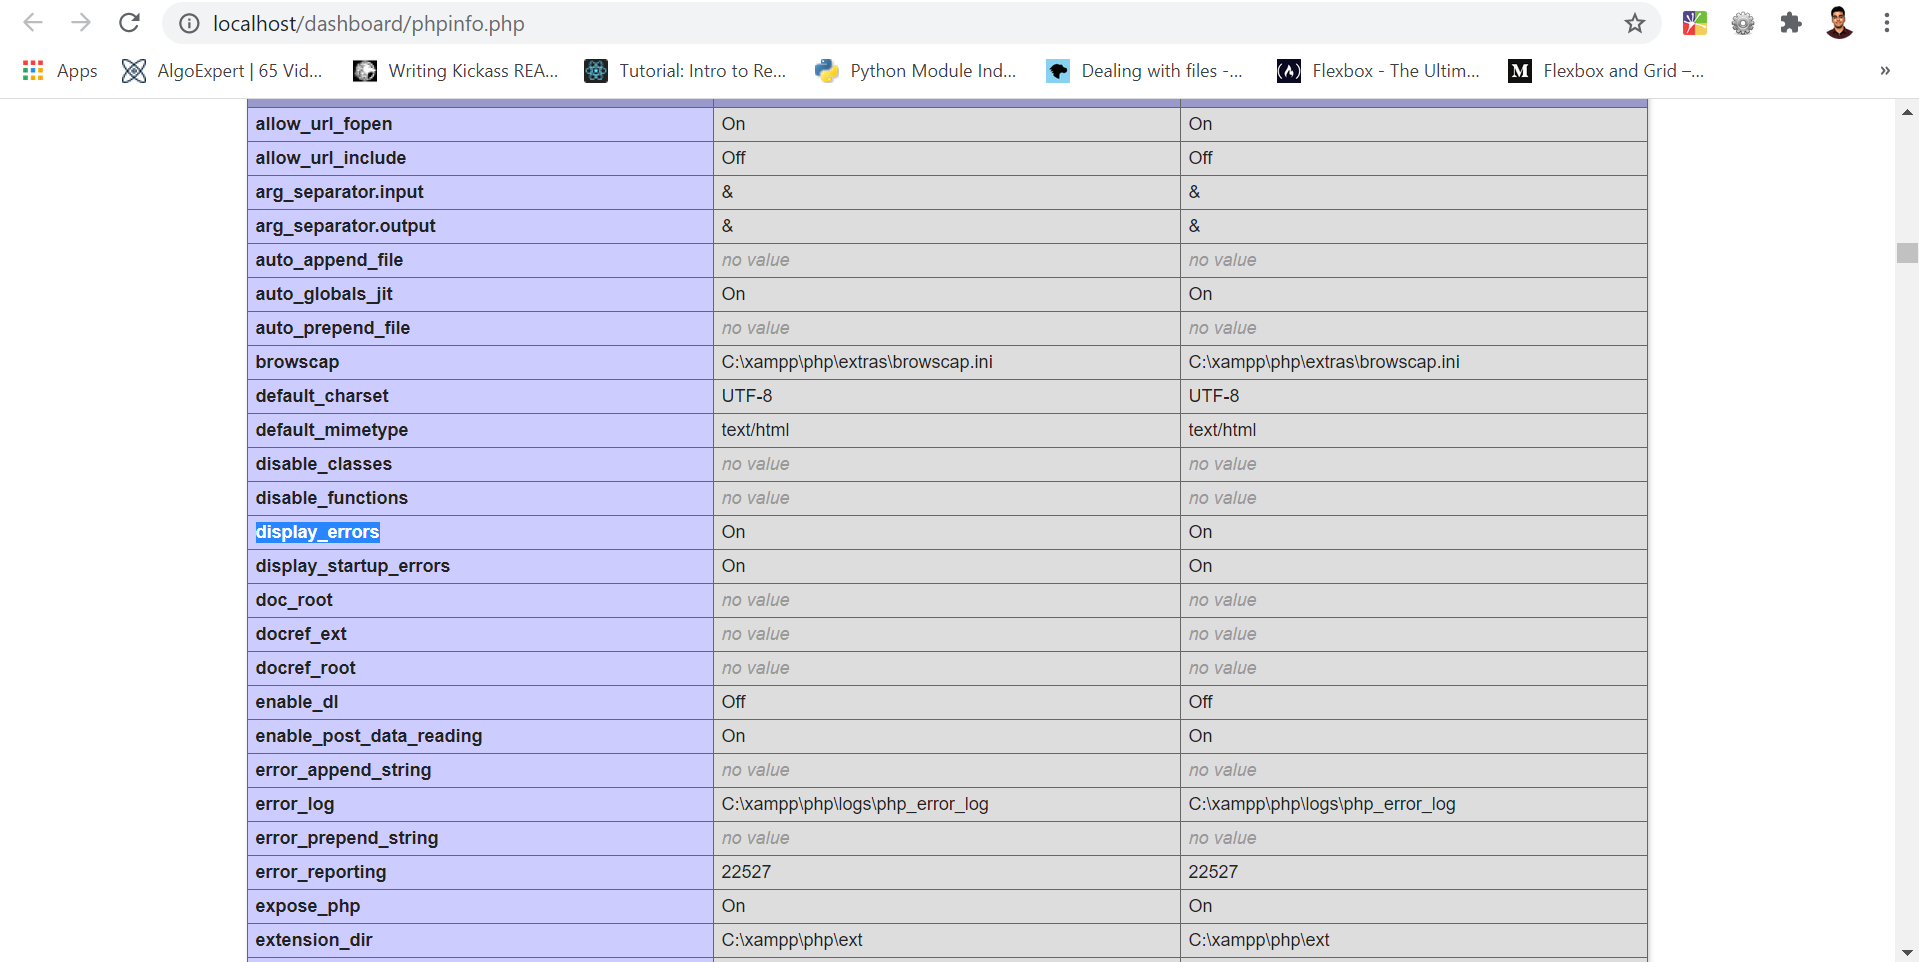 localhost/dashboard/phpinfo.php
Apps AlgoExpert | 65 Vid... Writing Kickass REA... Tutorial: Intro to Re... Python Module Ind... Dealing with files -... Flexbox - The Ultim... Flexbox and Grid –... »
allow_url_fopen On On
allow_url_include Off Off
arg_separator.input & &
arg_separator.output & &
auto_append_file no value no value
auto_globals_jit On On
auto_prepend_file no value no value
browscap C:\xampp\php\extras\browscap.ini C:\xampp\php\extras\browscap.ini
default_charset UTF-8 UTF-8
default_mimetype text/html text/html
disable_classes no value no value
disable_functions no value no value
display_errors On On
display_startup_errors On On
doc_root no value no value
docref_ext no value no value
docref_root no value no value
enable_dl Off Off
enable_post_data_reading On On
error_append_string no value no value
error_log C:\xampp\php\logs\php_error_log C:\xampp\php\logs\php_error_log
error_prepend_string no value no value
error_reporting 22527 22527
expose_php On On
extension_dir C:\xampp\php\ext C:\xampp\php\ext